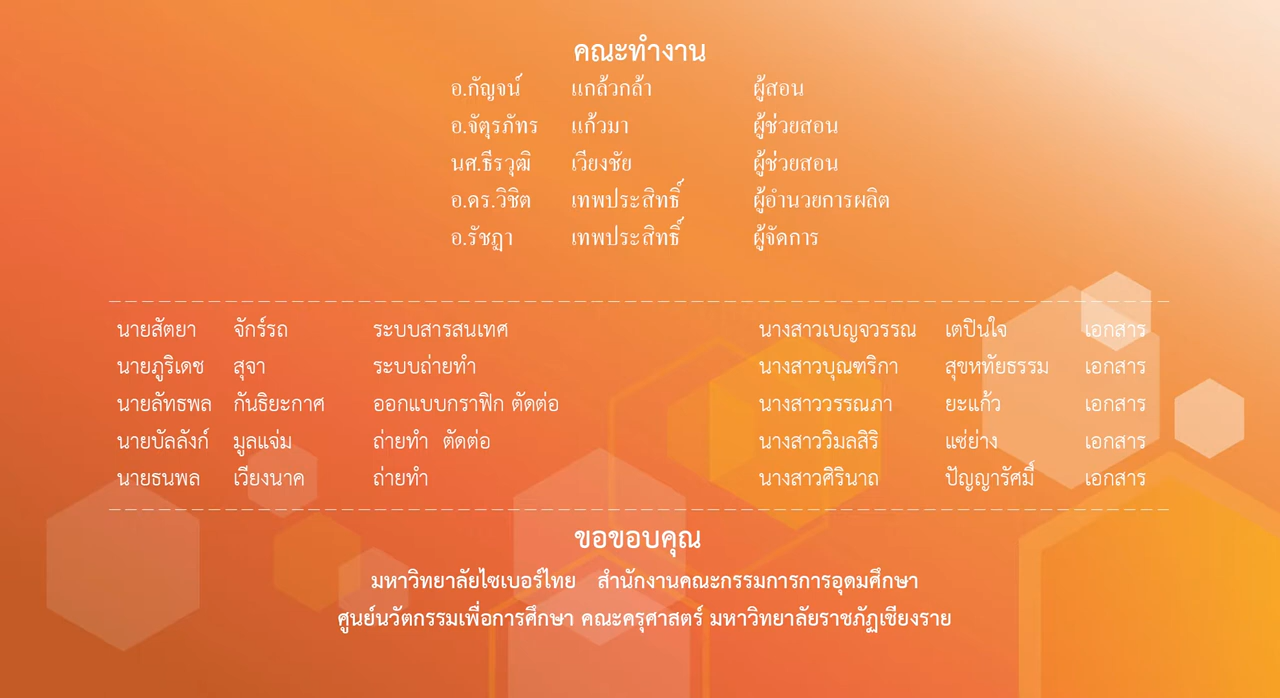 คณะทำงาน
อ.กัญจน์ แกล้วกล้า ผู้สอน
อ.จัตุรภัทร แก้วมา ผู้ช่วยสอน
นศ.ธีรวุฒิ เวียงชัย ผู้ช่วยสอน
อ.ดร.วิชิต เทพประสิทธิ์ ผู้อำนวยการผลิต
อ.รัชฎา เทพประสิทธิ์ ผู้จัดการ
นายสัตยา จักร์รถ ระบบสารสนเทศ นางสาวเบญจวรรณ เตปินใจ เอกสาร
นายภูริเดช สุจา ระบบถ่ายทำ นางสาวบุณฑริกา สุขหทัยธรรม เอกสาร
นายลัทธพล กันธิยะกาศ ออกแบบกราฟิก ตัดต่อ นางสาววรรณภา ยะแก้ว เอกสาร
นายบัลลังก์ มูลแจ่ม ถ่ายทำ ตัดต่อ นางสาววิมลสิริ แซ่ย่าง เอกสาร
นายธนพล เวียงนาค ถ่ายทำ นางสาวศิรินาถ ปัญญารัศมิ์ เอกสาร
ขอขอบคุณ
มหาวิทยาลัยไซเบอร์ไทย สำนักงานคณะกรรมการการอุดมศึกษา
ศูนย์นวัตกรรมเพื่อการศึกษา คณะครุศาสตร์ มหาวิทยาลัยราชภัฏเชียงราย